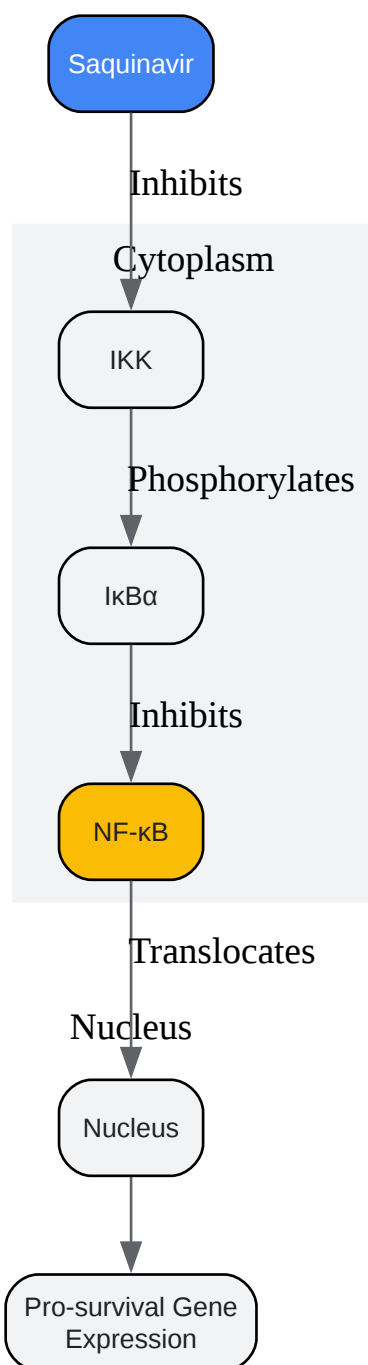 Saquinavir
Inhibits
Cytoplasm
IKK
Phosphorylates
IκBα
Inhibits
NF-κB
Translocates
Nucleus
Nucleus
Pro-survival Gene
Expression